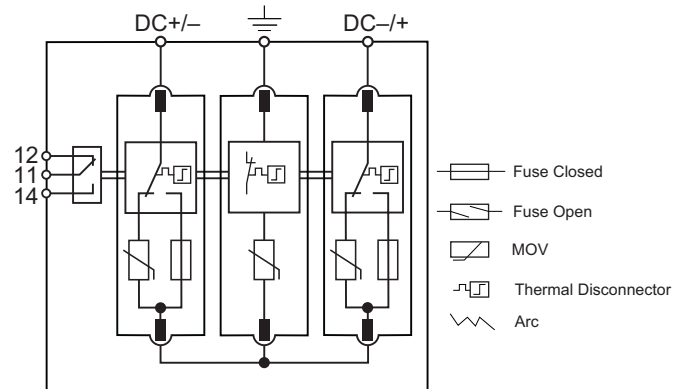 DC+/–
DC–/+
12
11
14
Fuse Closed
Fuse Open
MOV
Thermal Disconnector
Arc